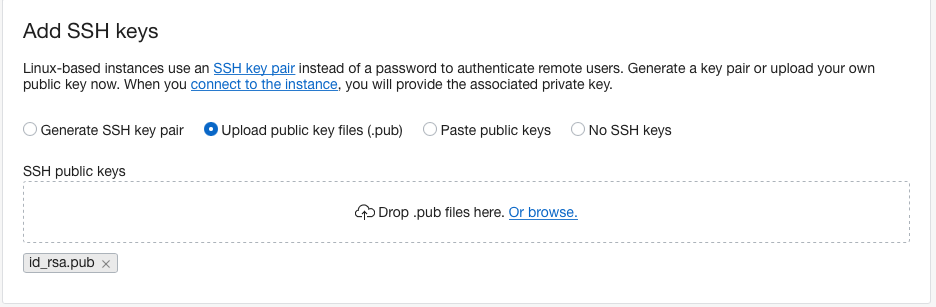 Add SSH keys
Linux-based instances use an SSH key pair instead of a password to authenticate remote users. Generate a key pair or upload your own
public key now. When you connect to the instance, you will provide the associated private key.
Generate SSH key pair Upload public key files (.pub) Paste public keys No SSH keys
SSH public keys
Drop .pub files here. Or browse.
id_rsa.pub ×